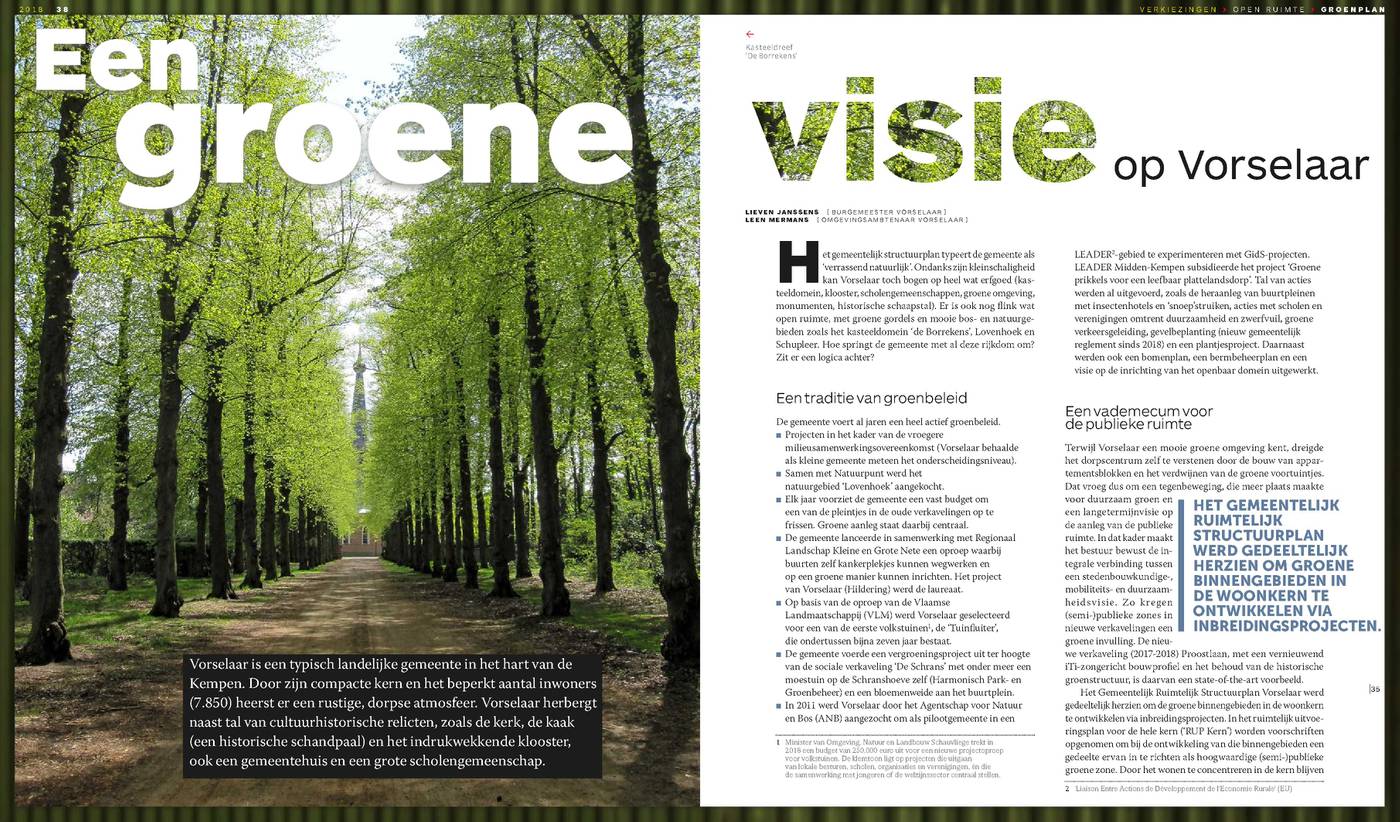 2018 38
VERKIEZINGEN > OPEN RUIMTE > GROENPLAN
Een
groene
←
Kasteeldreef
'De Borrekens'
visie op Vorselaar
LIEVEN JANSSENS [BURGEMEESTER VORSELAAR]
LEEN MERMANS [OMGEVINGSAMBTENAAR VORSELAAR]
Vorselaar is een typisch landelijke gemeente in het hart van de
Kempen. Door zijn compacte kern en het beperkt aantal inwoners
(7.850) heerst er een rustige, dorpse atmosfeer. Vorselaar herbergt
naast tal van cultuurhistorische relicten, zoals de kerk, de kaak
(een historische schandpaal) en het indrukwekkende klooster,
ook een gemeentehuis en een grote scholengemeenschap.
Het gemeentelijk structuurplan typeert de gemeente als
'verrassend natuurlijk'. Ondanks zijn kleinschaligheid
kan Vorselaar toch bogen op heel wat erfgoed (kas-
teeldomein, klooster, scholengemeenschappen, groene omgeving,
monumenten, historische schaapstal). Er is ook nog flink wat
open ruimte, met groene gordels en mooie bos- en natuurge-
bieden zoals het kasteeldomein 'de Borrekens', Lovenhoek en
Schupleer. Hoe springt de gemeente met al deze rijkdom om?
Zit er een logica achter?
Een traditie van groenbeleid
De gemeente voert al jaren een heel actief groenbeleid.
■ Projecten in het kader van de vroegere
milieusamenwerkingsovereenkomst (Vorselaar behaalde
als kleine gemeente meteen het onderscheidingsniveau).
■ Samen met Natuurpunt werd het
natuurgebied 'Lovenhoek' aangekocht.
■ Elk jaar voorziet de gemeente een vast budget om
een van de pleintjes in de oude verkavelingen op te
frissen. Groene aanleg staat daarbij centraal.
■ De gemeente lanceerde in samenwerking met Regionaal
Landschap Kleine en Grote Nete een oproep waarbij
buurten zelf kankerplekjes kunnen wegwerken en
op een groene manier kunnen inrichten. Het project
van Vorselaar (Hildering) werd de laureaat.
■ Op basis van de oproep van de Vlaamse
Landmaatschappij (VLM) werd Vorselaar geselecteerd
voor een van de eerste volkstuinen¹, de 'Tuinfluiter',
die ondertussen bijna zeven jaar bestaat.
■ De gemeente voerde een vergroeningsproject uit ter hoogte
van de sociale verkaveling 'De Schrans' met onder meer een
moestuin op de Schranshoeve zelf (Harmonisch Park- en
Groenbeheer) en een bloemenweide aan het buurtplein.
■ In 2011 werd Vorselaar door het Agentschap voor Natuur
en Bos (ANB) aangezocht om als pilootgemeente in een
1 Minister van Omgeving, Natuur en Landbouw Schauvliege trekt in
2018 een budget van 250.000 euro uit voor een nieuwe projectoproep
voor volkstuinen. De klemtoon ligt op projecten die uitgaan
van lokale besturen, scholen, organisaties en verenigingen, én die
de samenwerking met jongeren of de welzijnssector centraal stellen.
LEADER²-gebied te experimenteren met GidS-projecten.
LEADER Midden-Kempen subsidieerde het project 'Groene
prikkels voor een leefbaar plattelandsdorp'. Tal van acties
werden al uitgevoerd, zoals de heraanleg van buurtpleinen
met insectenhotels en 'snoep'struiken, acties met scholen en
verenigingen omtrent duurzaamheid en zwerfvuil, groene
verkeersgeleiding, gevelbeplanting (nieuw gemeentelijk
reglement sinds 2018) en een plantjesproject. Daarnaast
werden ook een bomenplan, een bermbeheerplan en een
visie op de inrichting van het openbaar domein uitgewerkt.
Een vademecum voor
de publieke ruimte
Terwijl Vorselaar een mooie groene omgeving kent, dreigde
het dorpscentrum zelf te verstenen door de bouw van appar-
tementsblokken en het verdwijnen van de groene voortuintjes.
Dat vroeg dus om een tegenbeweging, die meer plaats maakte
voor duurzaam groen en
een langetermijnvisie op
de aanleg van de publieke
ruimte. In dat kader maakt
het bestuur bewust de in-
tegrale verbinding tussen
een stedenbouwkundige-,
mobiliteits- en duurzaam-
heidsvisie. Zo kregen
(semi-)publieke zones in
nieuwe verkavelingen een
groene invulling. De nieu-
we verkaveling (2017-2018) Proostlaan, met een vernieuwend
iTi-zongericht bouwprofiel en het behoud van de historische
groenstructuur, is daarvan een state-of-the-art voorbeeld.
Het Gemeentelijk Ruimtelijk Structuurplan Vorselaar werd
gedeeltelijk herzien om de groene binnengebieden in de woonkern
te ontwikkelen via inbreidingsprojecten. In het ruimtelijk uitvoe-
ringsplan voor de hele kern ('RUP Kern') worden voorschriften
opgenomen om bij de ontwikkeling van die binnengebieden een
gedeelte ervan in te richten als hoogwaardige (semi-)publieke
groene zone. Door het wonen te concentreren in de kern blijven
HET GEMEENTELIJK
RUIMTELIJK
STRUCTUURPLAN
WERD GEDEELTELIJK
HERZIEN OM GROENE
BINNENGEBIEDEN IN
DE WOONKERN TE
ONTWIKKELEN VIA
INBREIDINGSPROJECTEN.
|35
2 'Liaison Entre Actions de Développement de l'Economie Rurale' (EU)